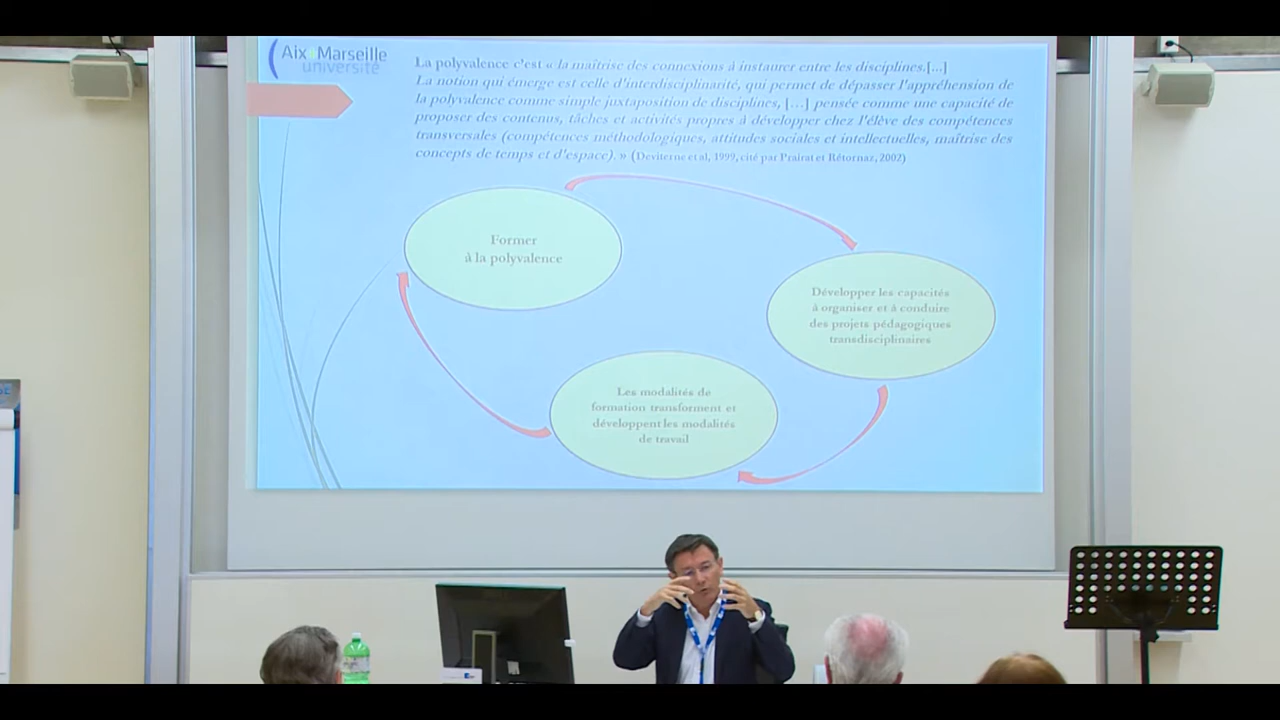 Aix Marseille
université
La polyvalence c'est « la maîtrise des connexions à instaurer entre les disciplines.[...]
La notion qui émerge est celle d'interdisciplinarité, qui permet de dépasser l'appréhension de
la polyvalence comme simple juxtaposition de disciplines, [...] pensée comme une capacité de
proposer des contenus, tâches et activités propres à développer chez l'élève des compétences
transversales (compétences méthodologiques, attitudes sociales et intellectuelles, maîtrise des
concepts de temps et d'espace). » (Deviterne et al, 1999, cité par Prairat et Rétornaz, 2002)
Former
à la polyvalence
Développer les capacités
à organiser et à conduire
des projets pédagogiques
transdisciplinaires
Les modalités de
formation transforment et
développent les modalités
de travail